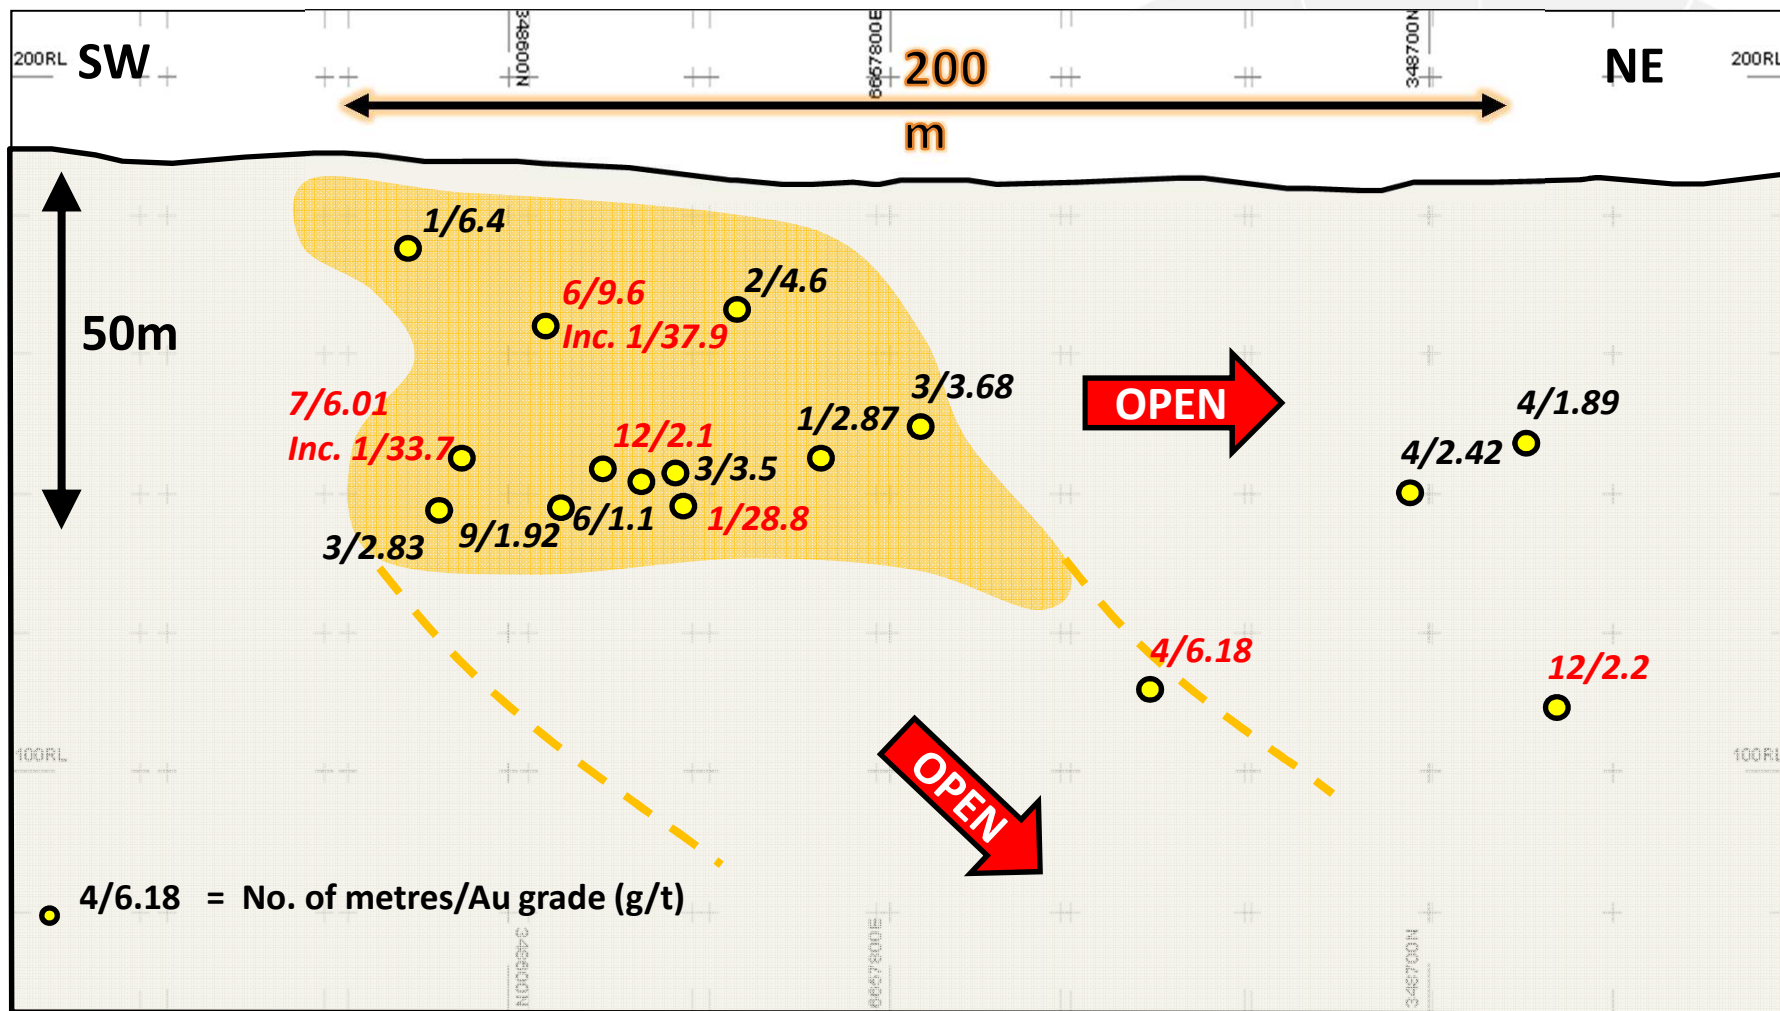 SW
NE
200RL
348600N
6657800E
348700N
200RL
200
m
50m
1/6.4
6/9.6
Inc. 1/37.9
2/4.6
7/6.01
Inc. 1/33.7
12/2.1
3/3.5
1/2.87
3/3.68
OPEN
4/1.89
4/2.42
3/2.83
9/1.92
6/1.1
1/28.8
4/6.18
12/2.2
100RL
100RL
OPEN
4/6.18 = No. of metres/Au grade (g/t)
348600N
6657800E
348700N